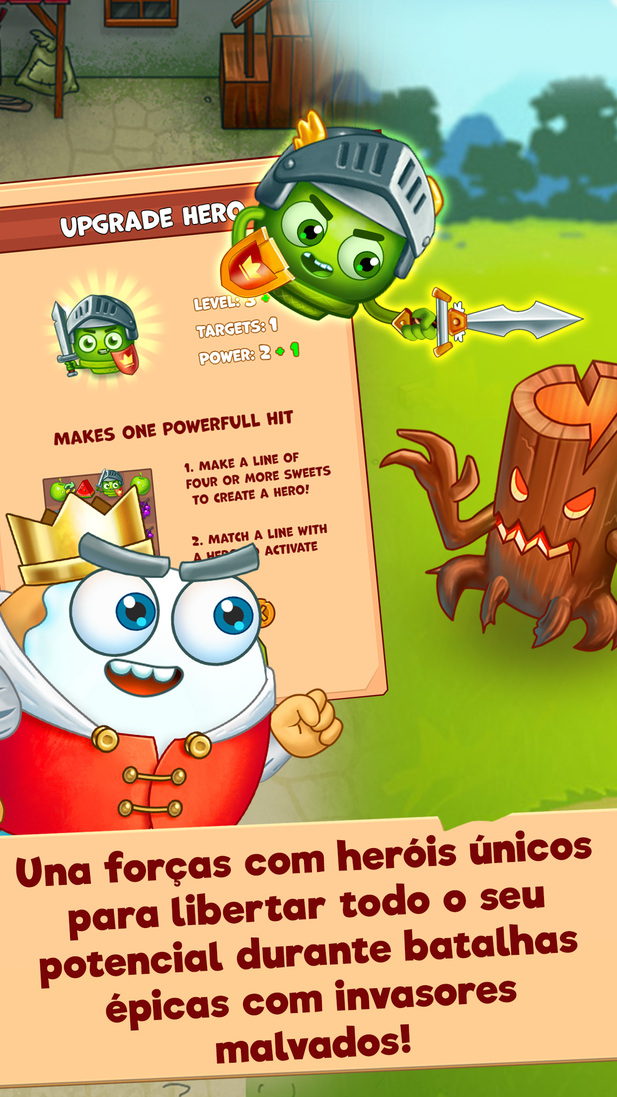 UPGRADE HERO
LEVEL: 3 +
TARGETS: 1
POWER: 2 + 1
MAKES ONE POWERFULL HIT
1. MAKE A LINE OF
FOUR OR MORE SWEETS
TO CREATE A HERO!
2. MATCH A LINE WITH
A ACTIVATE
Una forças com heróis únicos
para libertar todo o seu
potencial durante batalhas
épicas com invasores
malvados!